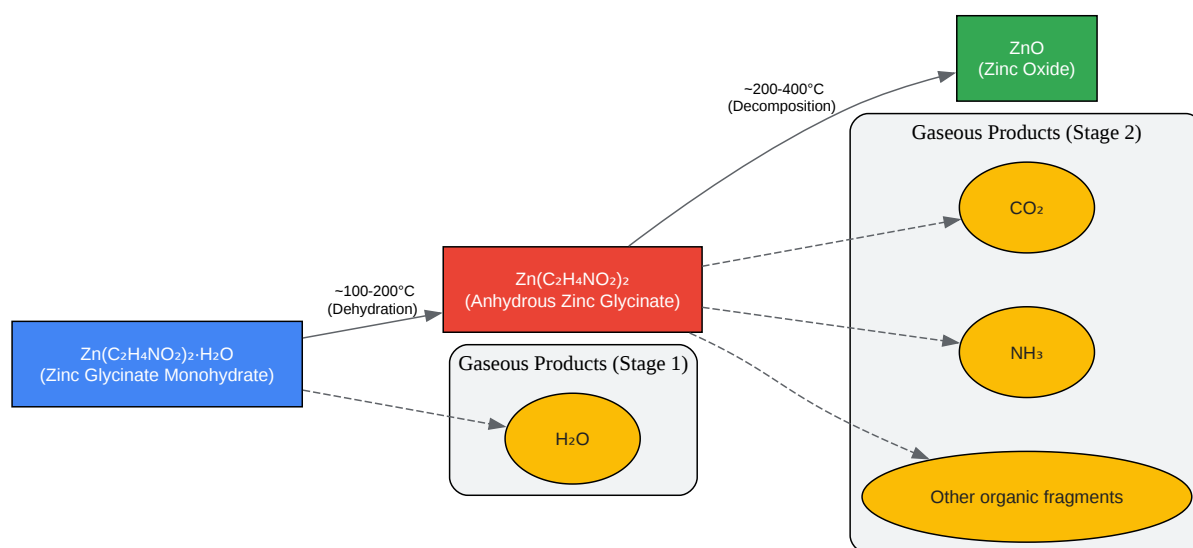 ZnO
(Zinc Oxide)
~200-400°C
(Decomposition)
Gaseous Products (Stage 2)
CO₂
Zn(C₂H₄NO₂)₂
(Anhydrous Zinc Glycinate)
~100-200°C
(Dehydration)
NH₃
Zn(C₂H₄NO₂)₂·H₂O
(Zinc Glycinate Monohydrate)
Gaseous Products (Stage 1)
H₂O
Other organic fragments